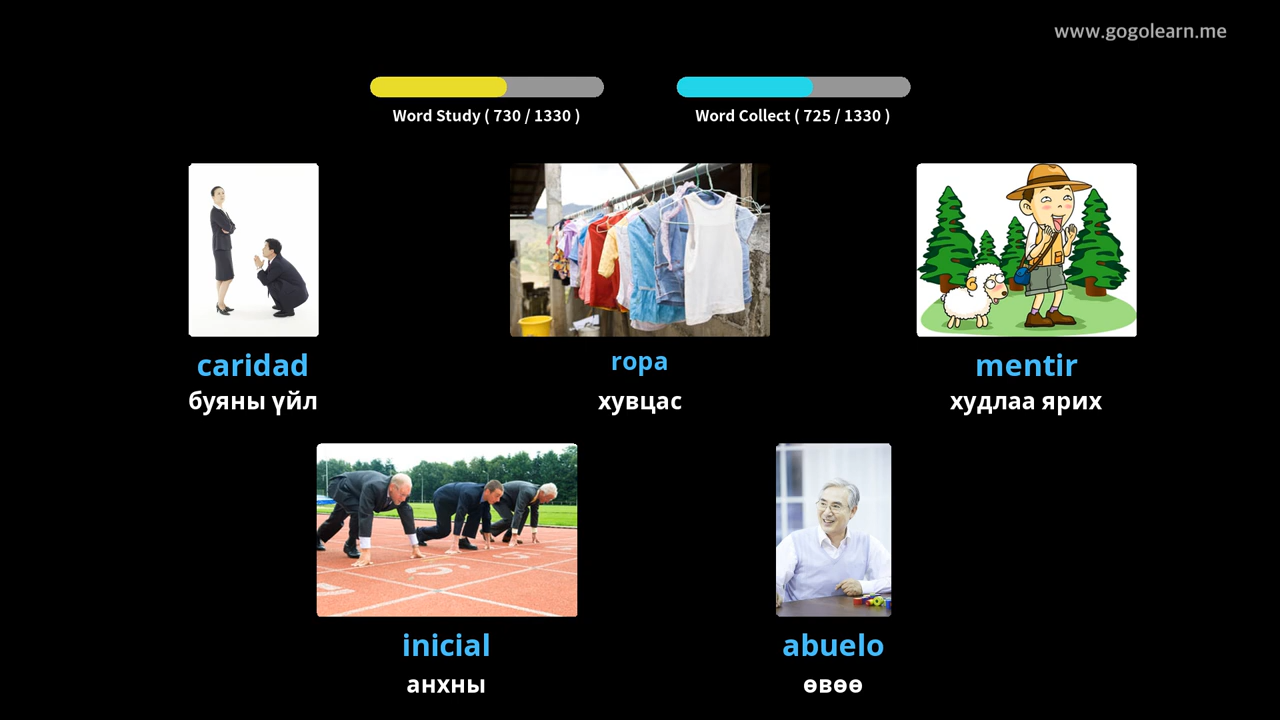 www.gogolearn.me
Word Study ( 730 / 1330 )
Word Collect ( 725 / 1330 )
caridad
буяны үйл
ropa
хувцас
mentir
худлаа ярих
inicial
анхны
abuelo
өвөө